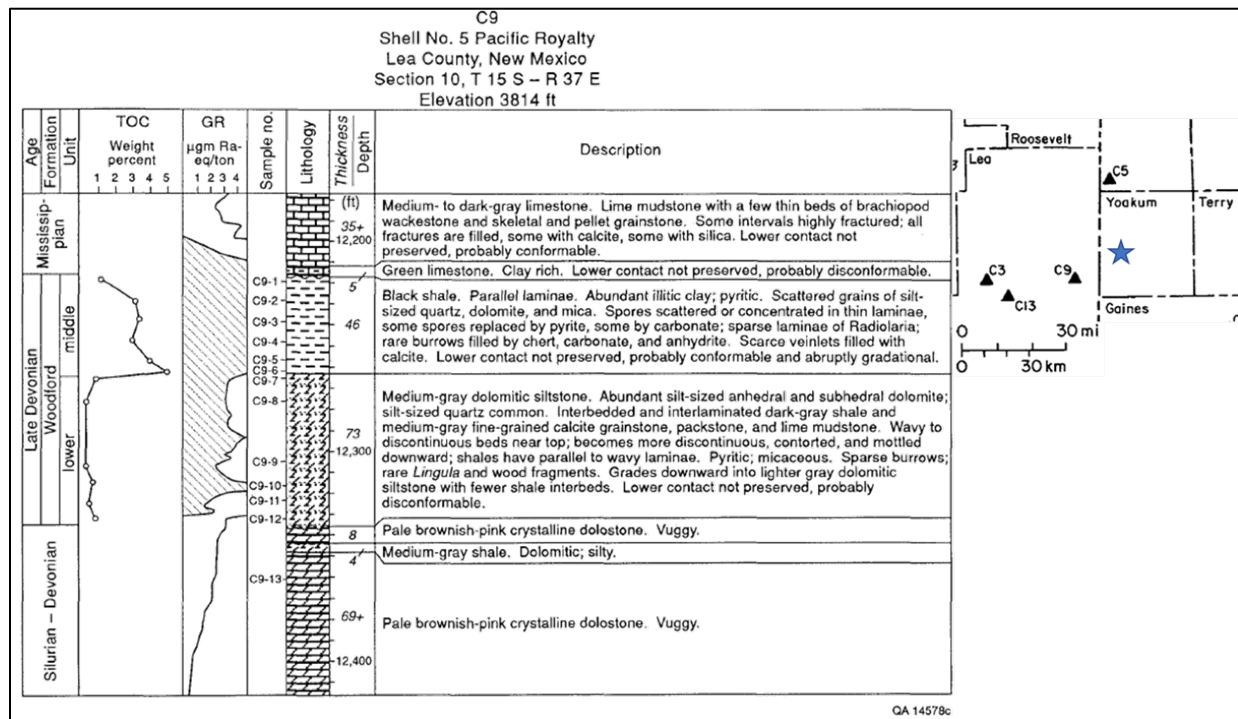 C9
Shell No. 5 Pacific Royalty
Lea County, New Mexico
Section 10, T 15 S – R 37 E
Elevation 3814 ft
Age
Formation
Unit
TOC
Weight
percent
1 2 3 4 5
GR
µgm Ra-
eq/ton
1 2 3 4
Sample no.
Lithology
Thickness
Depth
Description
(ft)
Mississip-
pian
35+
12,200
Medium- to dark-gray limestone. Lime mudstone with a few thin beds of brachiopod
wackestone and skeletal and pellet grainstone. Some intervals highly fractured; all
fractures are filled, some with calcite, some with silica. Lower contact not
preserved, probably conformable.
5
Green limestone. Clay rich. Lower contact not preserved, probably disconformable.
Late Devonian
Woodford
middle
C9-1
C9-2
C9-3
C9-4
C9-5
C9-6
46
Black shale. Parallel laminae. Abundant illitic clay; pyritic. Scattered grains of silt-
sized quartz, dolomite, and mica. Spores scattered or concentrated in thin laminae,
some spores replaced by pyrite, some by carbonate; sparse laminae of Radiolaria;
rare burrows filled by chert, carbonate, and anhydrite. Scarce veinlets filled with
calcite. Lower contact not preserved, probably conformable and abruptly gradational.
lower
C9-7
C9-8
C9-9
C9-10
C9-11
C9-12
73
12,300
Medium-gray dolomitic siltstone. Abundant silt-sized anhedral and subhedral dolomite;
silt-sized quartz common. Interbedded and interlaminated dark-gray shale and
medium-gray fine-grained calcite grainstone, packstone, and lime mudstone. Wavy to
discontinuous beds near top; becomes more discontinuous, contorted, and mottled
downward; shales have parallel to wavy laminae. Pyritic; micaceous. Sparse burrows;
rare Lingula and wood fragments. Grades downward into lighter gray dolomitic
siltstone with fewer shale interbeds. Lower contact not preserved, probably
disconformable.
Silurian – Devonian
8
Pale brownish-pink crystalline dolostone. Vuggy.
4
Medium-gray shale. Dolomitic; silty.
C9-13
69+
12,400
Pale brownish-pink crystalline dolostone. Vuggy.
QA 14578c
Roosevelt
Lea
C5
Yoakum
Terry
C3
C9
C13
Gaines
0 30 mi
0 30 km